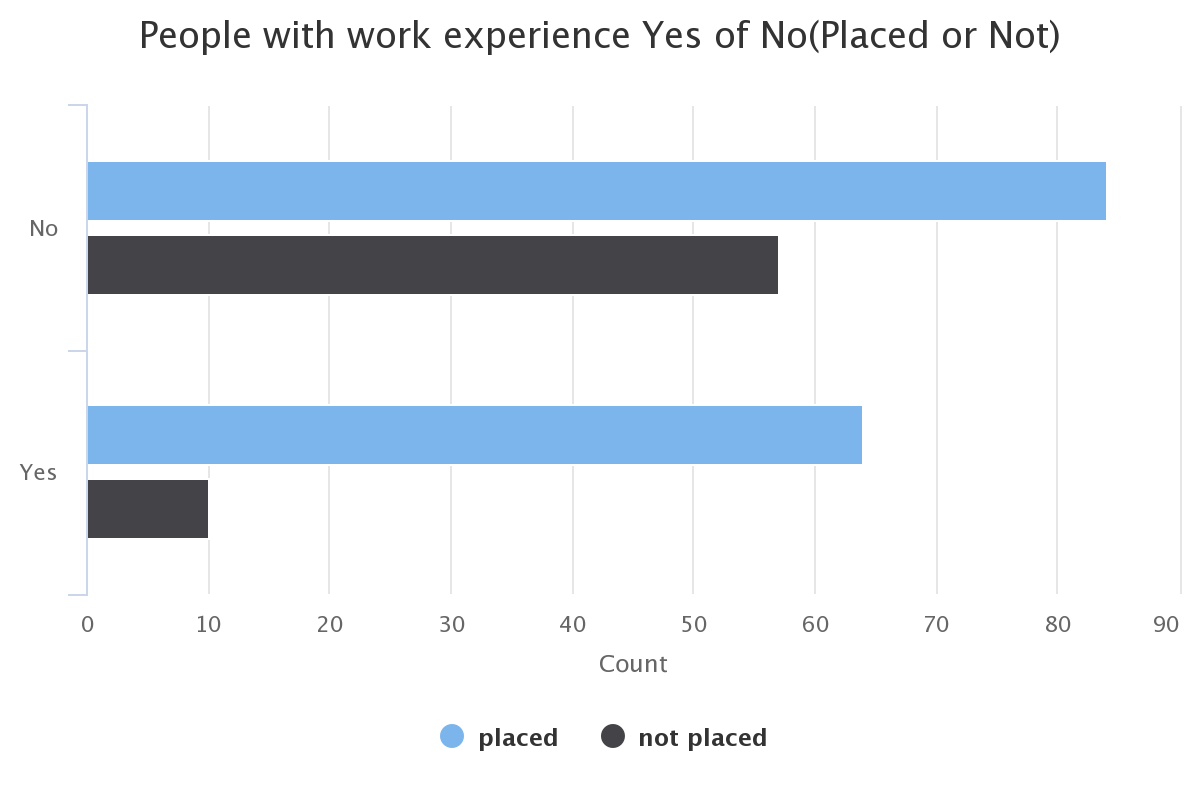 People with work experience Yes of No(Placed or Not)
No
Yes
0 10 20 30 40 50 60 70 80 90
Count
placed not placed